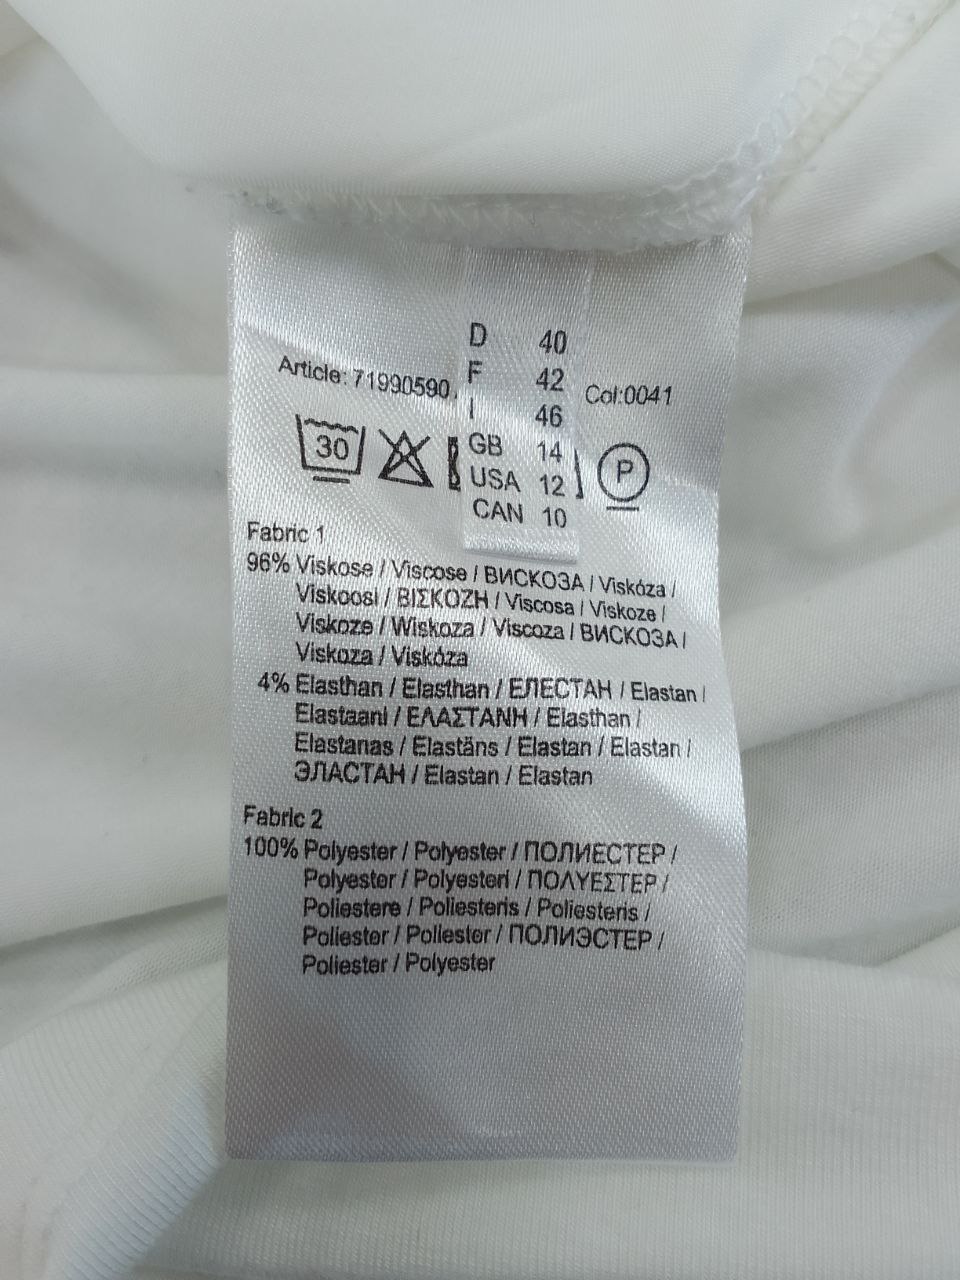 D 40
F 42
I 46
GB 14
USA 12
CAN 10
Article: 71990590
Col:0041
30
P
Fabric 1
96% Viskose / Viscose / ВИСКОЗА / Viskóza /
Viskoosi / ΒΙΣΚΟΖΗ / Viscosa / Viskoze /
Viskoze / Wiskoza / Viscoza / ВИСКОЗА /
Viskoza / Viskóza
4% Elasthan / Elasthan / ЕЛЕСТАН / Elastan /
Elastaani / ΕΛΑΣΤΑΝΗ / Elasthan /
Elastanas / Elastāns / Elastan / Elastan /
ЭЛАСТАН / Elastan / Elastan
Fabric 2
100% Polyester / Polyester / ПОЛИЕСТЕР /
Polyester / Polyesteri / ΠΟΛΥΕΣΤΕΡ /
Poliestere / Poliesteris / Poliesteris /
Poliester / Poliester / ПОЛИЭСТЕР /
Poliester / Polyester